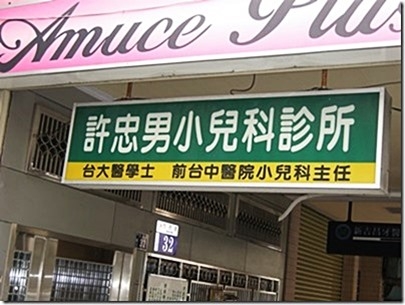 Amuce Plus
許忠男小兒科診所
台大醫學士 前台中醫院小兒科主任
32